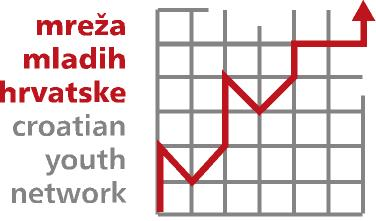 mreža
mladih
hrvatske
croatian
youth
network